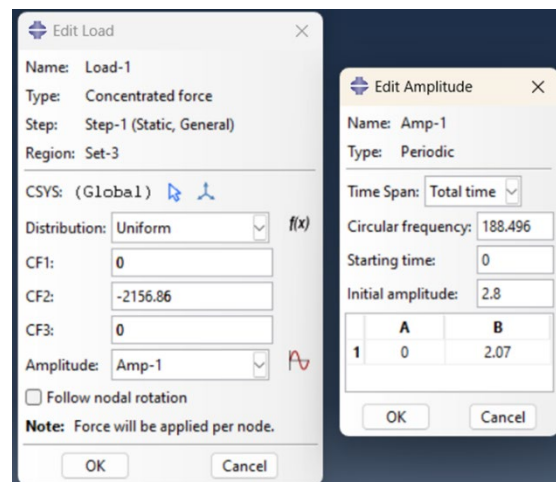 Edit Load
Name: Load-1
Type: Concentrated force
Step: Step-1 (Static, General)
Region: Set-3
CSYS: (Global)
Distribution: Uniform f(x)
CF1: 0
CF2: -2156.86
CF3: 0
Amplitude: Amp-1
Follow nodal rotation
Note: Force will be applied per node.
OK Cancel
Edit Amplitude
Name: Amp-1
Type: Periodic
Time Span: Total time
Circular frequency: 188.496
Starting time: 0
Initial amplitude: 2.8
A B
1 0 2.07
OK Cancel